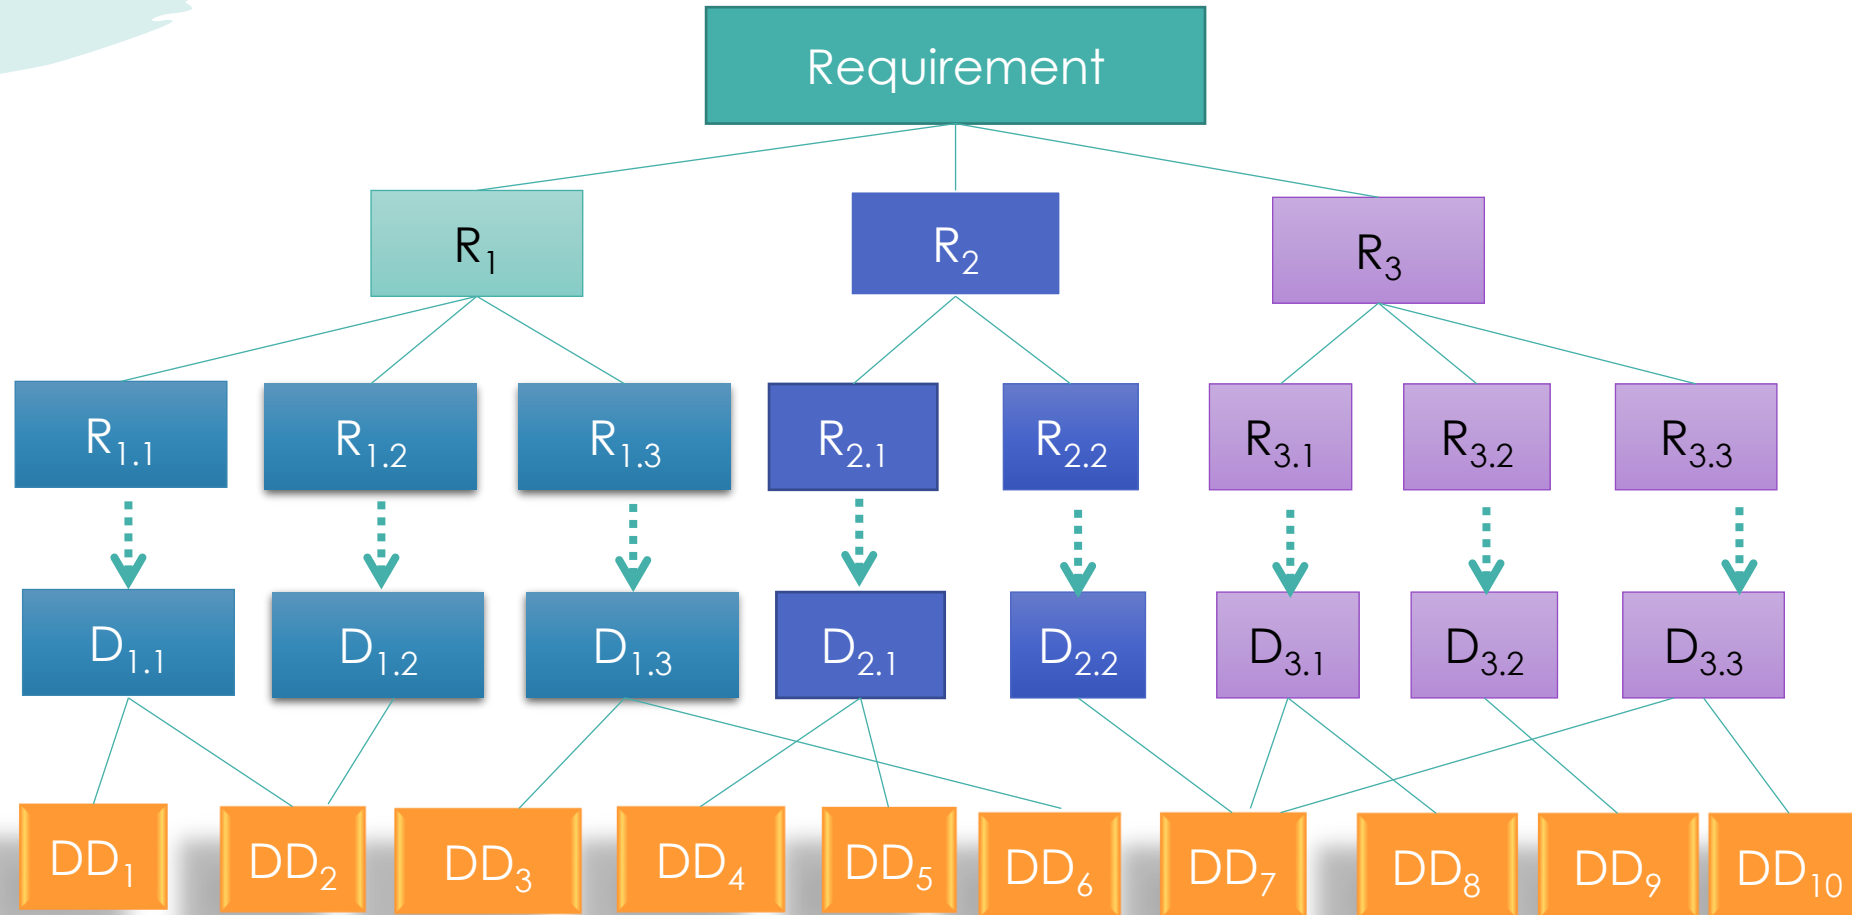 Requirement
R1
R2
R3
R1.1
R1.2
R1.3
R2.1
R2.2
R3.1
R3.2
R3.3
D1.1
D1.2
D1.3
D2.1
D2.2
D3.1
D3.2
D3.3
DD1
DD2
DD3
DD4
DD5
DD6
DD7
DD8
DD9
DD10